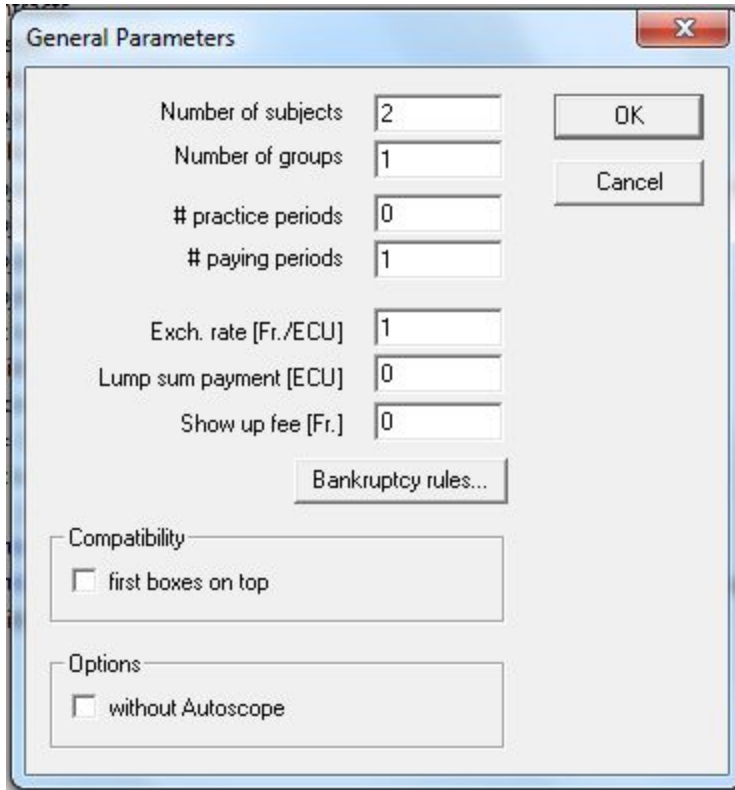 General Parameters
Number of subjects 2 OK
Number of groups 1
Cancel
# practice periods 0
# paying periods 1
Exch. rate [Fr./ECU] 1
Lump sum payment [ECU] 0
Show up fee [Fr.] 0
Bankruptcy rules...
Compatibility
first boxes on top
Options
without Autoscope